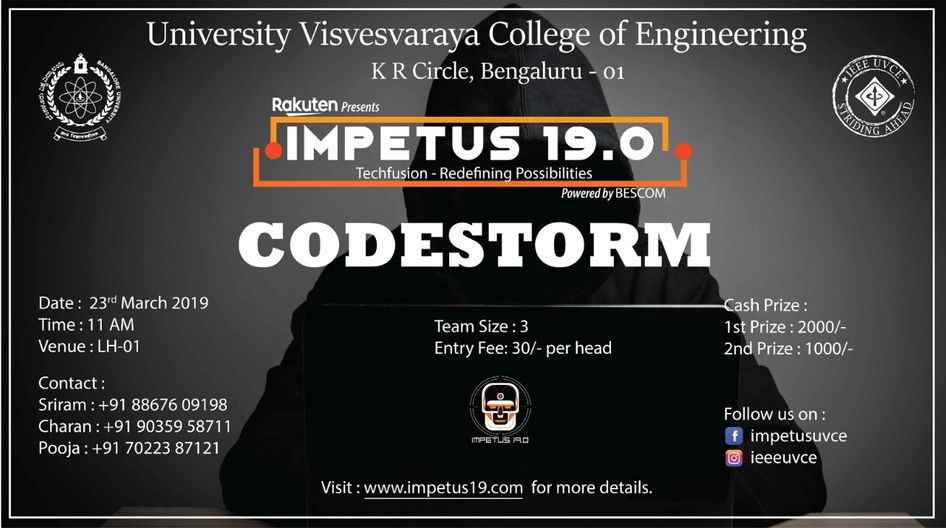 University Visvesvaraya College of Engineering
K R Circle, Bengaluru - 01
BANGALORE UNIVERSITY
IEEE UVCE
STRIDING AHEAD
Rakuten Presents
IMPETUS 19.0
Techfusion - Redefining Possibilities
Powered by BESCOM
CODESTORM
Date : 23rd March 2019
Time : 11 AM
Venue : LH-01
Contact :
Sriram : +91 88676 09198
Charan : +91 90359 58711
Pooja : +91 70223 87121
Team Size : 3
Entry Fee: 30/- per head
IMPETUS 19.0
Cash Prize :
1st Prize : 2000/-
2nd Prize : 1000/-
Follow us on :
impetusuvce
ieeeuvce
Visit : www.impetus19.com for more details.